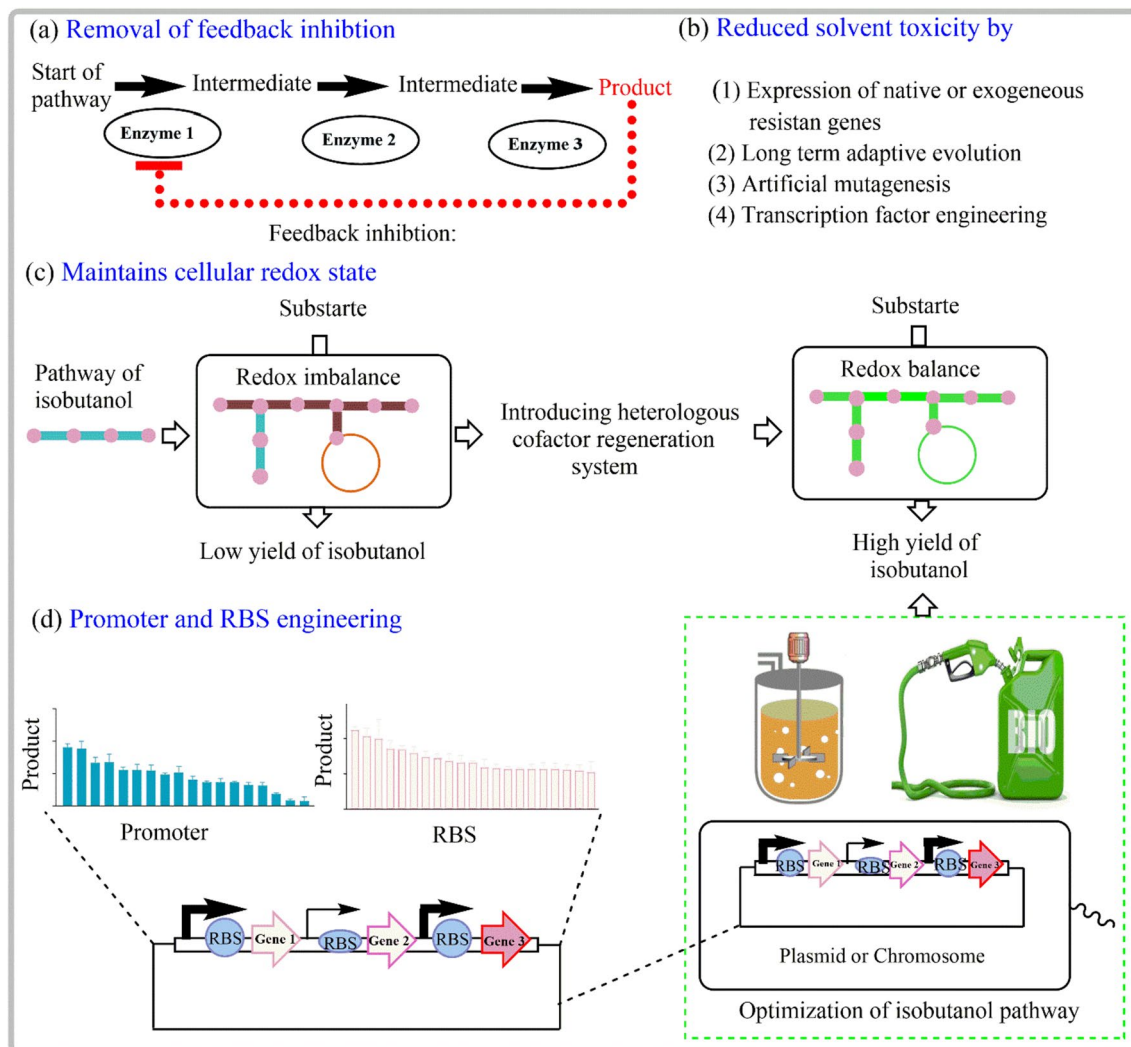 (a) Removal of feedback inhibtion
Start of
pathway
Intermediate
Intermediate
Product
Enzyme 1
Enzyme 2
Enzyme 3
Feedback inhibtion:
(b) Reduced solvent toxicity by
(1) Expression of native or exogeneous
resistan genes
(2) Long term adaptive evolution
(3) Artificial mutagenesis
(4) Transcription factor engineering
(c) Maintains cellular redox state
Substarte
Pathway of
isobutanol
Redox imbalance
Low yield of isobutanol
Introducing heterologous
cofactor regeneration
system
Substarte
Redox balance
High yield of
isobutanol
(d) Promoter and RBS engineering
Product
Promoter
Product
RBS
RBS
Gene 1
RBS
Gene 2
RBS
Gene 3
BiO
RBS
Gene 1
RBS
Gene 2
RBS
Gene 3
Plasmid or Chromosome
Optimization of isobutanol pathway